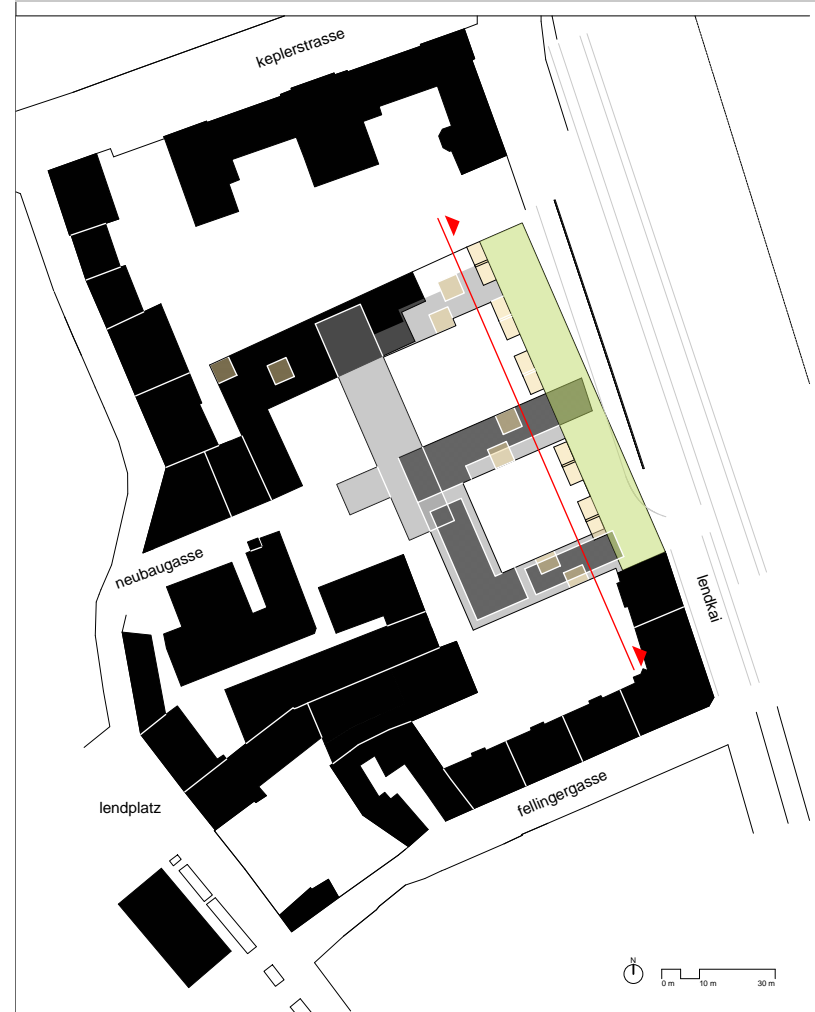 keplerstrasse
neubaugasse
lendkai
lendplatz
fellingergasse
N
0 m 10 m 30 m